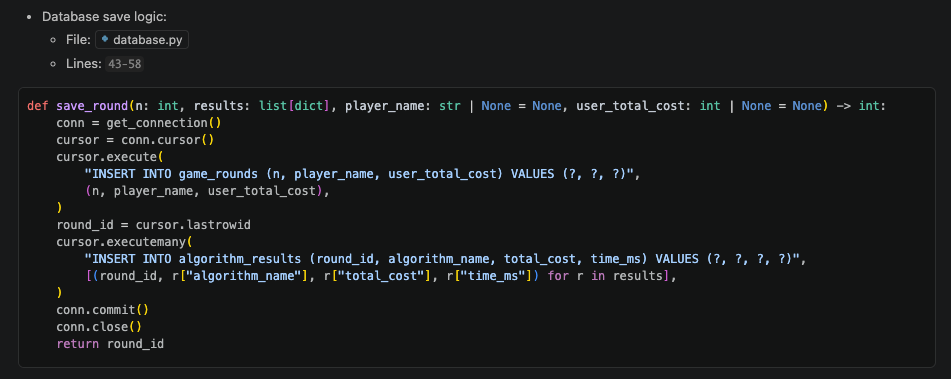 Database save logic:
File: database.py
Lines: 43-58
def save_round(n: int, results: list[dict], player_name: str | None = None, user_total_cost: int | None = None) -> int:
    conn = get_connection()
    cursor = conn.cursor()
    cursor.execute(
        "INSERT INTO game_rounds (n, player_name, user_total_cost) VALUES (?, ?, ?)",
        (n, player_name, user_total_cost),
    )
    round_id = cursor.lastrowid
    cursor.executemany(
        "INSERT INTO algorithm_results (round_id, algorithm_name, total_cost, time_ms) VALUES (?, ?, ?, ?)",
        [(round_id, r["algorithm_name"], r["total_cost"], r["time_ms"]) for r in results],
    )
    conn.commit()
    conn.close()
    return round_id